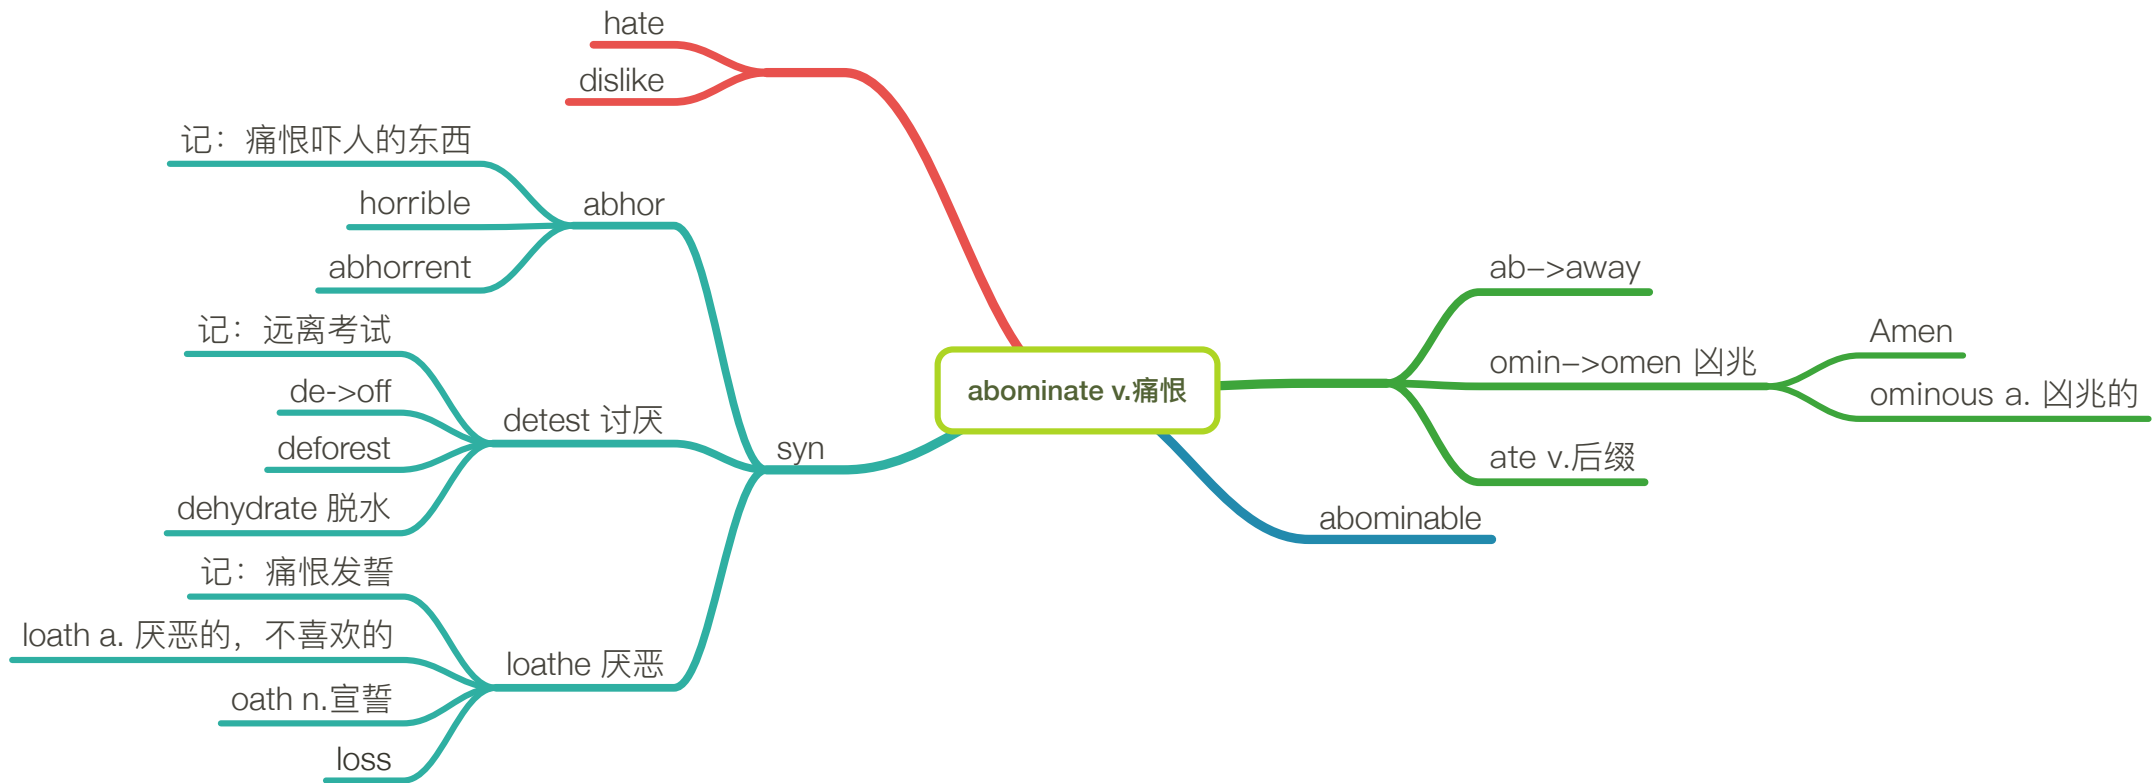 hate
dislike
记：痛恨吓人的东西
horrible
abhor
abhorrent
记：远离考试
de->off
detest 讨厌
deforest
dehydrate 脱水
syn
记：痛恨发誓
loath a. 厌恶的，不喜欢的
loathe 厌恶
oath n.宣誓
loss
abominate v.痛恨
ab–>away
omin–>omen 凶兆
Amen
ominous a. 凶兆的
ate v.后缀
abominable